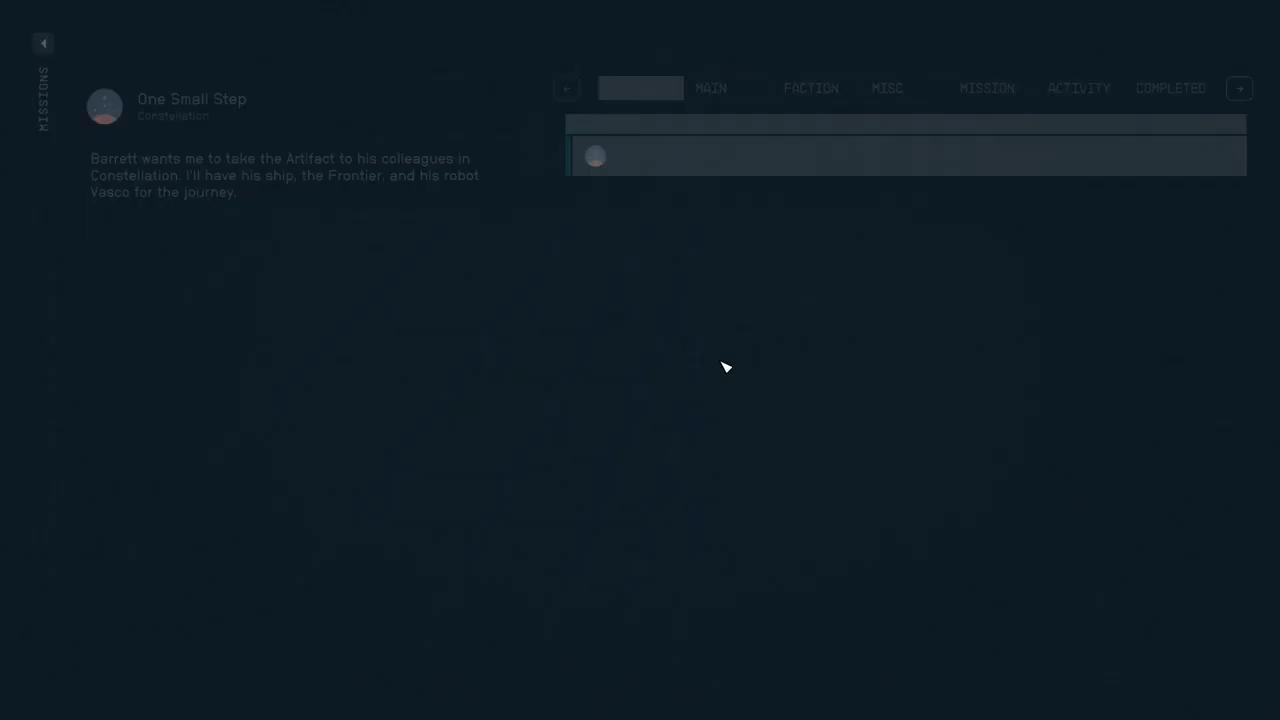 MISSIONS
One Small Step
Constellation
Barrett wants me to take the Artifact to his colleagues in
Constellation. I'll have his ship, the Frontier, and his robot
Vasco for the journey.
MAIN
FACTION
MISC
MISSION
ACTIVITY
COMPLETED